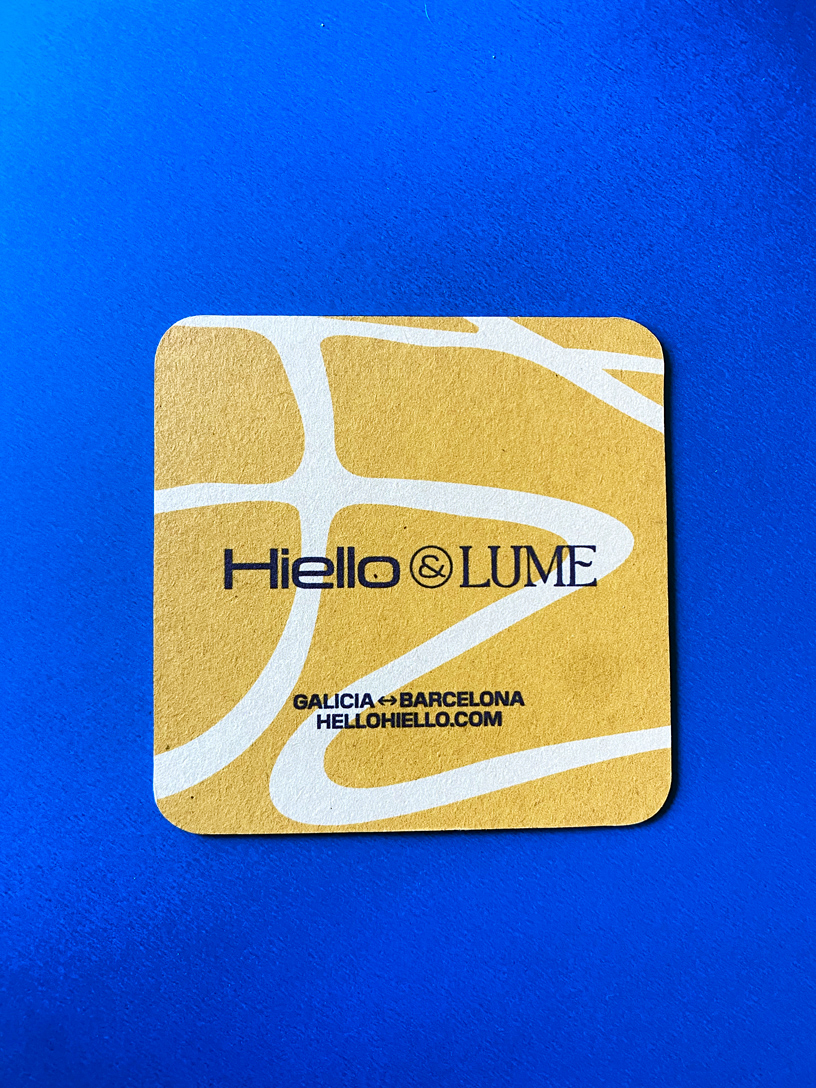 Hiello & LUME
GALICIA ↔ BARCELONA
HELLOHIELLO.COM